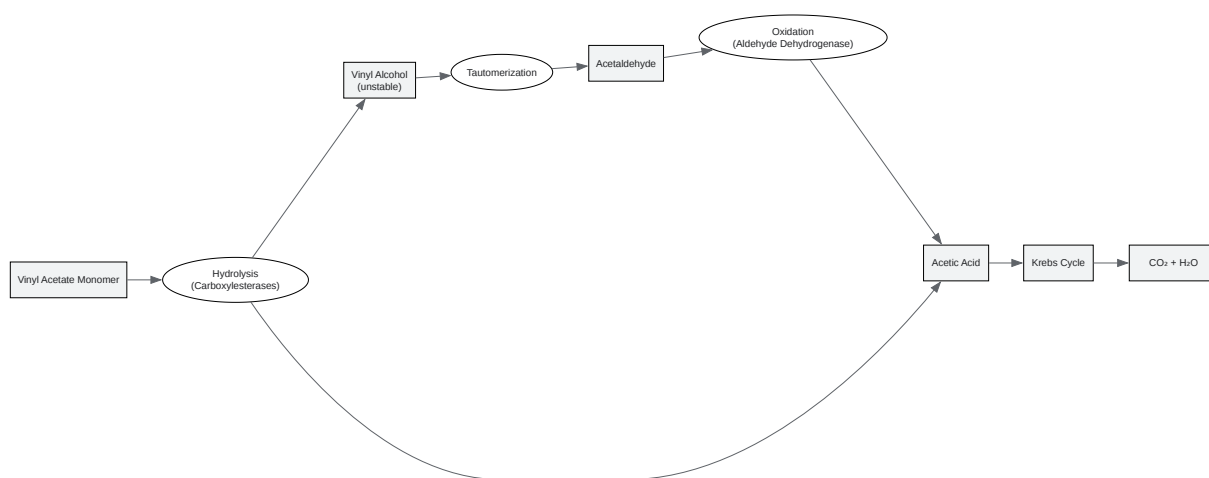 Oxidation
(Aldehyde Dehydrogenase)
Acetaldehyde
Tautomerization
Vinyl Alcohol
(unstable)
Vinyl Acetate Monomer
Hydrolysis
(Carboxylesterases)
Acetic Acid
Krebs Cycle
CO₂ + H₂O